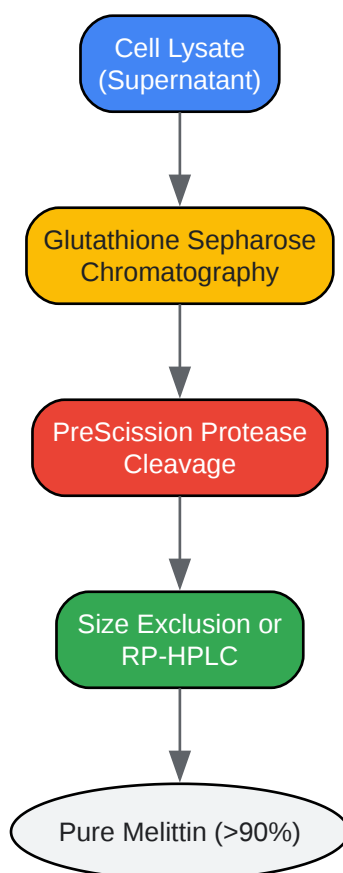 Cell Lysate
(Supernatant)
Glutathione Sepharose
Chromatography
PreScission Protease
Cleavage
Size Exclusion or
RP-HPLC
Pure Melittin (>90%)